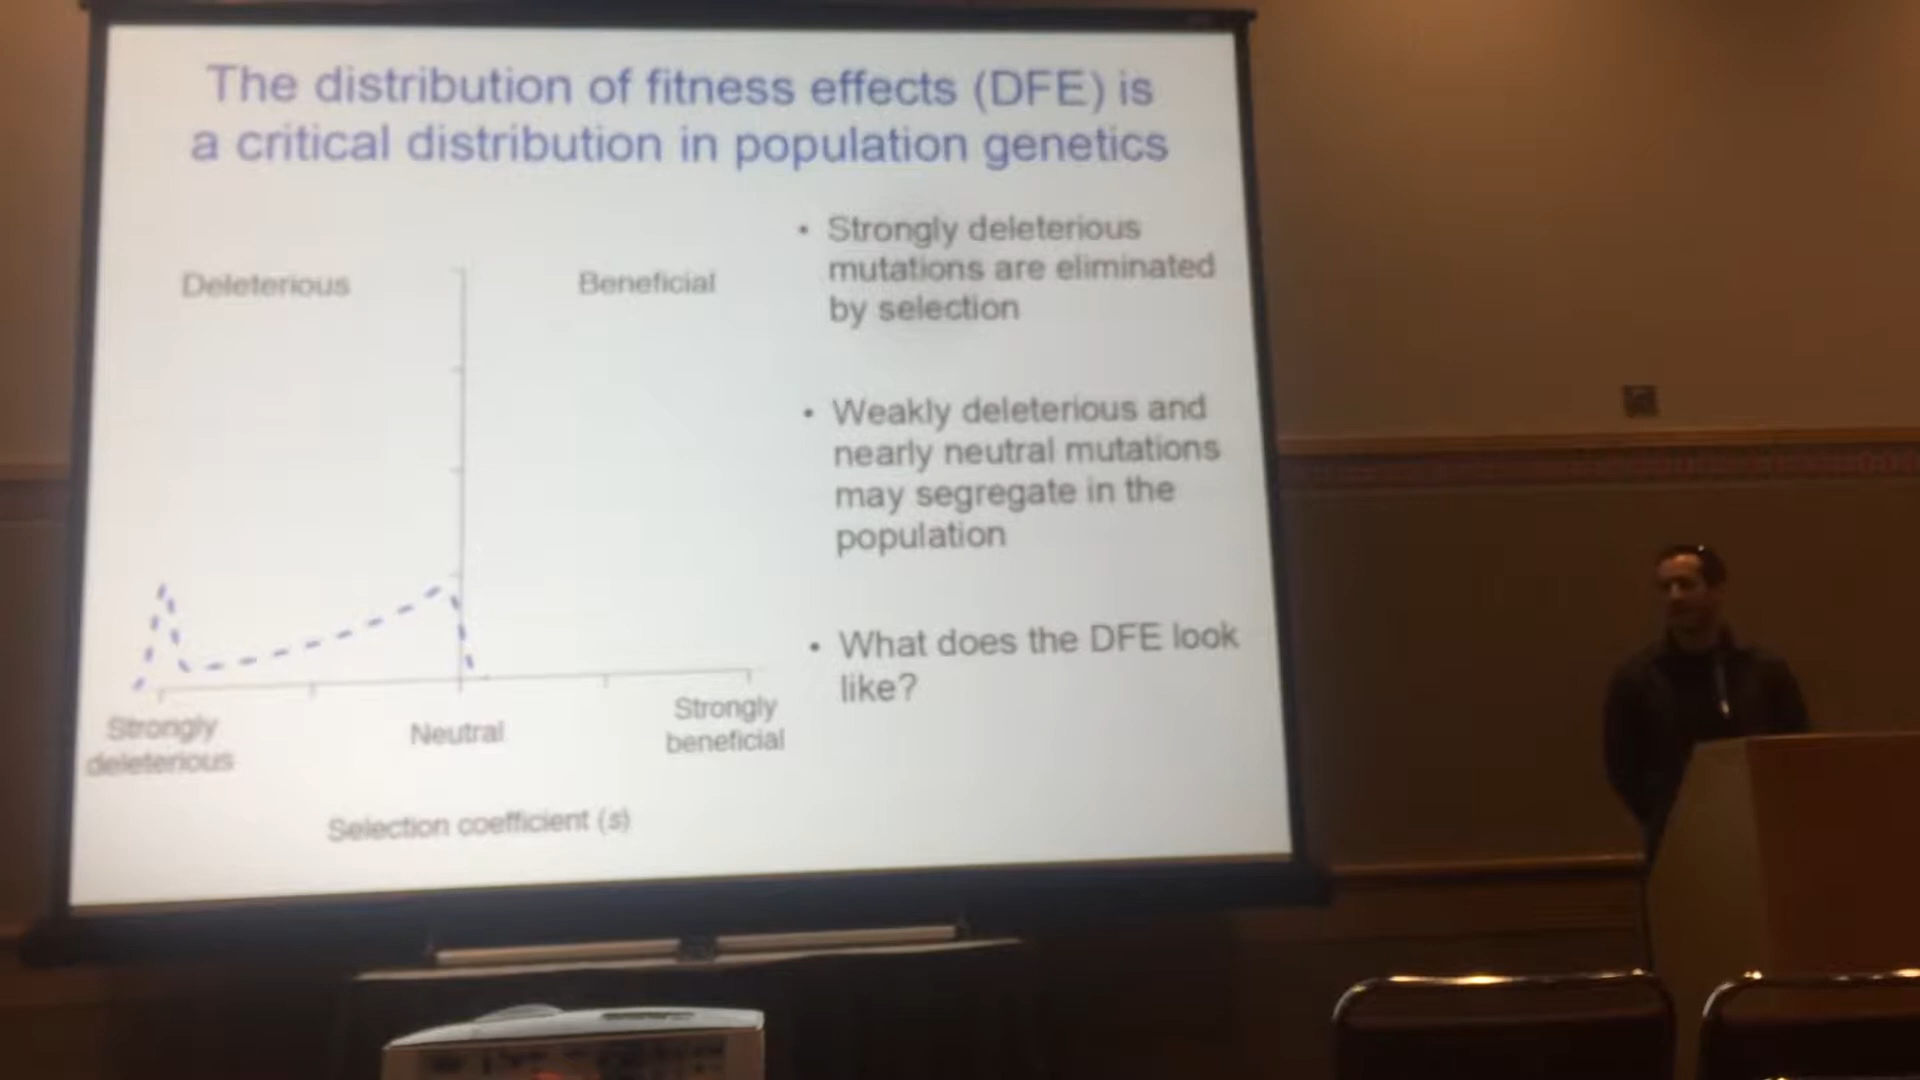 The distribution of fitness effects (DFE) is
a critical distribution in population genetics
Deleterious
Beneficial
• Strongly deleterious
mutations are eliminated
by selection
• Weakly deleterious and
nearly neutral mutations
may segregate in the
population
• What does the DFE look
like?
Strongly
deleterious
Neutral
Strongly
beneficial
Selection coefficient (s)